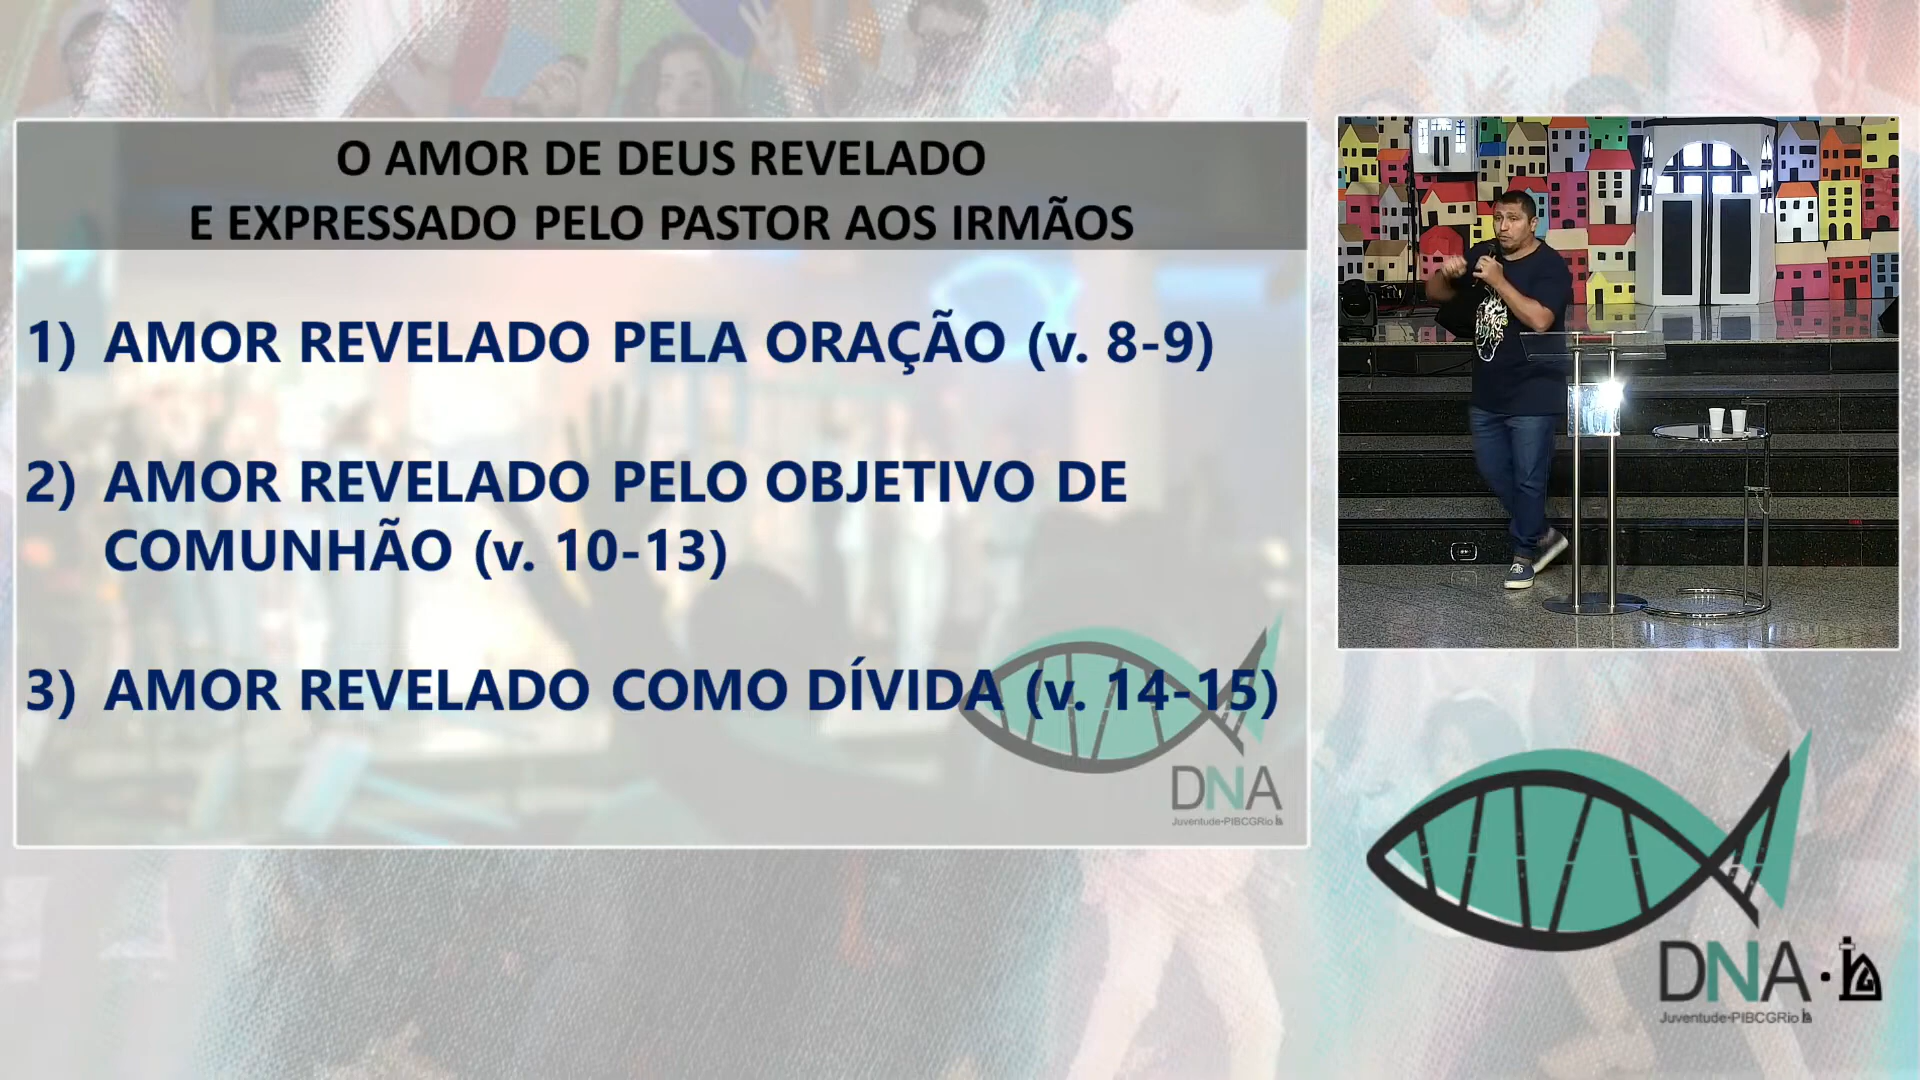 O AMOR DE DEUS REVELADO
E EXPRESSADO PELO PASTOR AOS IRMÃOS
1) AMOR REVELADO PELA ORAÇÃO (v. 8-9)
2) AMOR REVELADO PELO OBJETIVO DE
COMUNHÃO (v. 10-13)
3) AMOR REVELADO COMO DÍVIDA (v. 14-15)
DNA
Juventude-PIBCGRio
DNA
Juventude-PIBCGRio